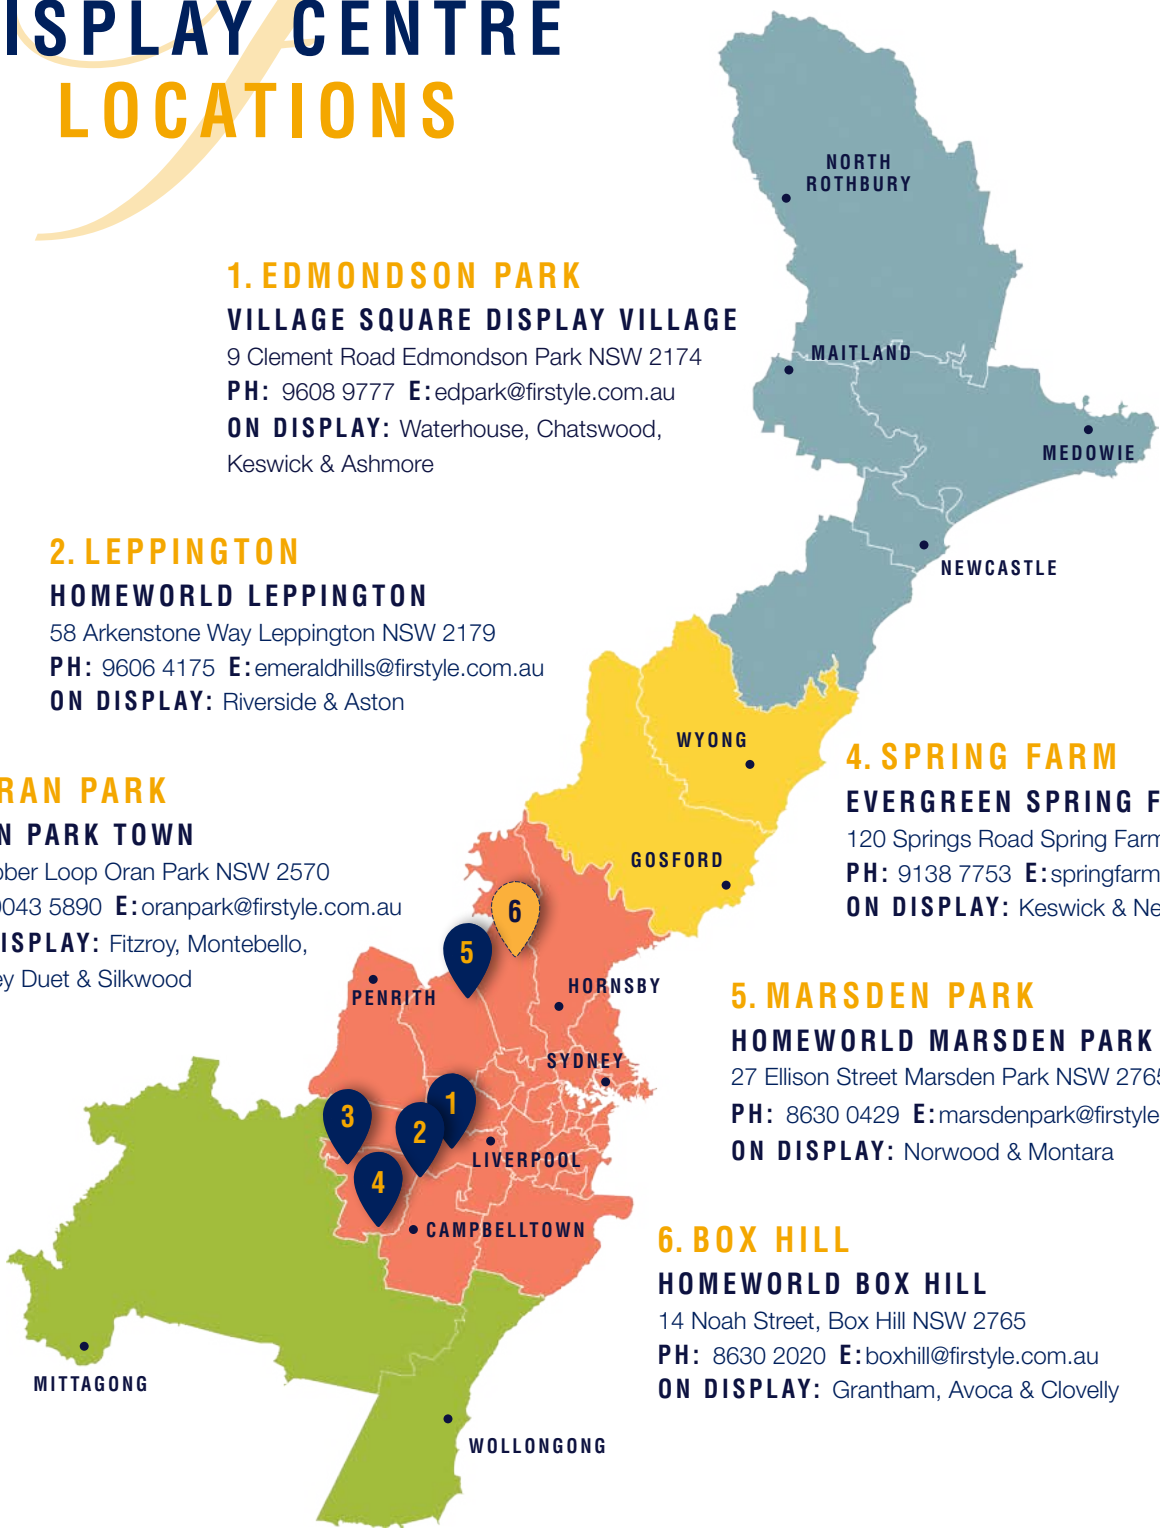 ISPLAY CENTRE
LOCATIONS
1. EDMONDSON PARK
VILLAGE SQUARE DISPLAY VILLAGE
9 Clement Road Edmondson Park NSW 2174
PH: 9608 9777 E: edpark@firstyle.com.au
ON DISPLAY: Waterhouse, Chatswood,
Keswick & Ashmore
2. LEPPINGTON
HOMEWORLD LEPPINGTON
58 Arkenstone Way Leppington NSW 2179
PH: 9606 4175 E: emeraldhills@firstyle.com.au
ON DISPLAY: Riverside & Aston
RAN PARK
N PARK TOWN
ber Loop Oran Park NSW 2570
9043 5890 E: oranpark@firstyle.com.au
ISPLAY: Fitzroy, Montebello,
ey Duet & Silkwood
4. SPRING FARM
EVERGREEN SPRING F
120 Springs Road Spring Farm
PH: 9138 7753 E: springfarm
ON DISPLAY: Keswick & Ne
5. MARSDEN PARK
HOMEWORLD MARSDEN PARK
27 Ellison Street Marsden Park NSW 2765
PH: 8630 0429 E: marsdenpark@firstyle
ON DISPLAY: Norwood & Montara
6. BOX HILL
HOMEWORLD BOX HILL
14 Noah Street, Box Hill NSW 2765
PH: 8630 2020 E: boxhill@firstyle.com.au
ON DISPLAY: Grantham, Avoca & Clovelly
NORTH
ROTHBURY
MAITLAND
MEDOWIE
NEWCASTLE
WYONG
GOSFORD
6
5
HORNSBY
PENRITH
SYDNEY
1
3
2
LIVERPOOL
4
CAMPBELLTOWN
MITTAGONG
WOLLONGONG